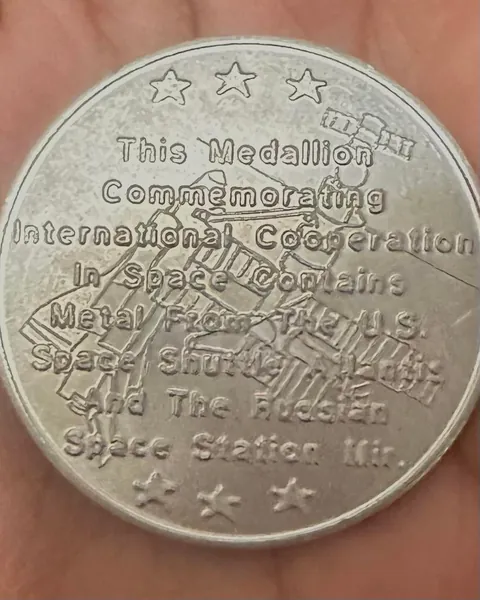 This Medallion
Commemorating
International Cooperation
In Space Contains
Metal From The U.S.
Space Shuttle Atlantis
And The Russian
Space Station Mir.